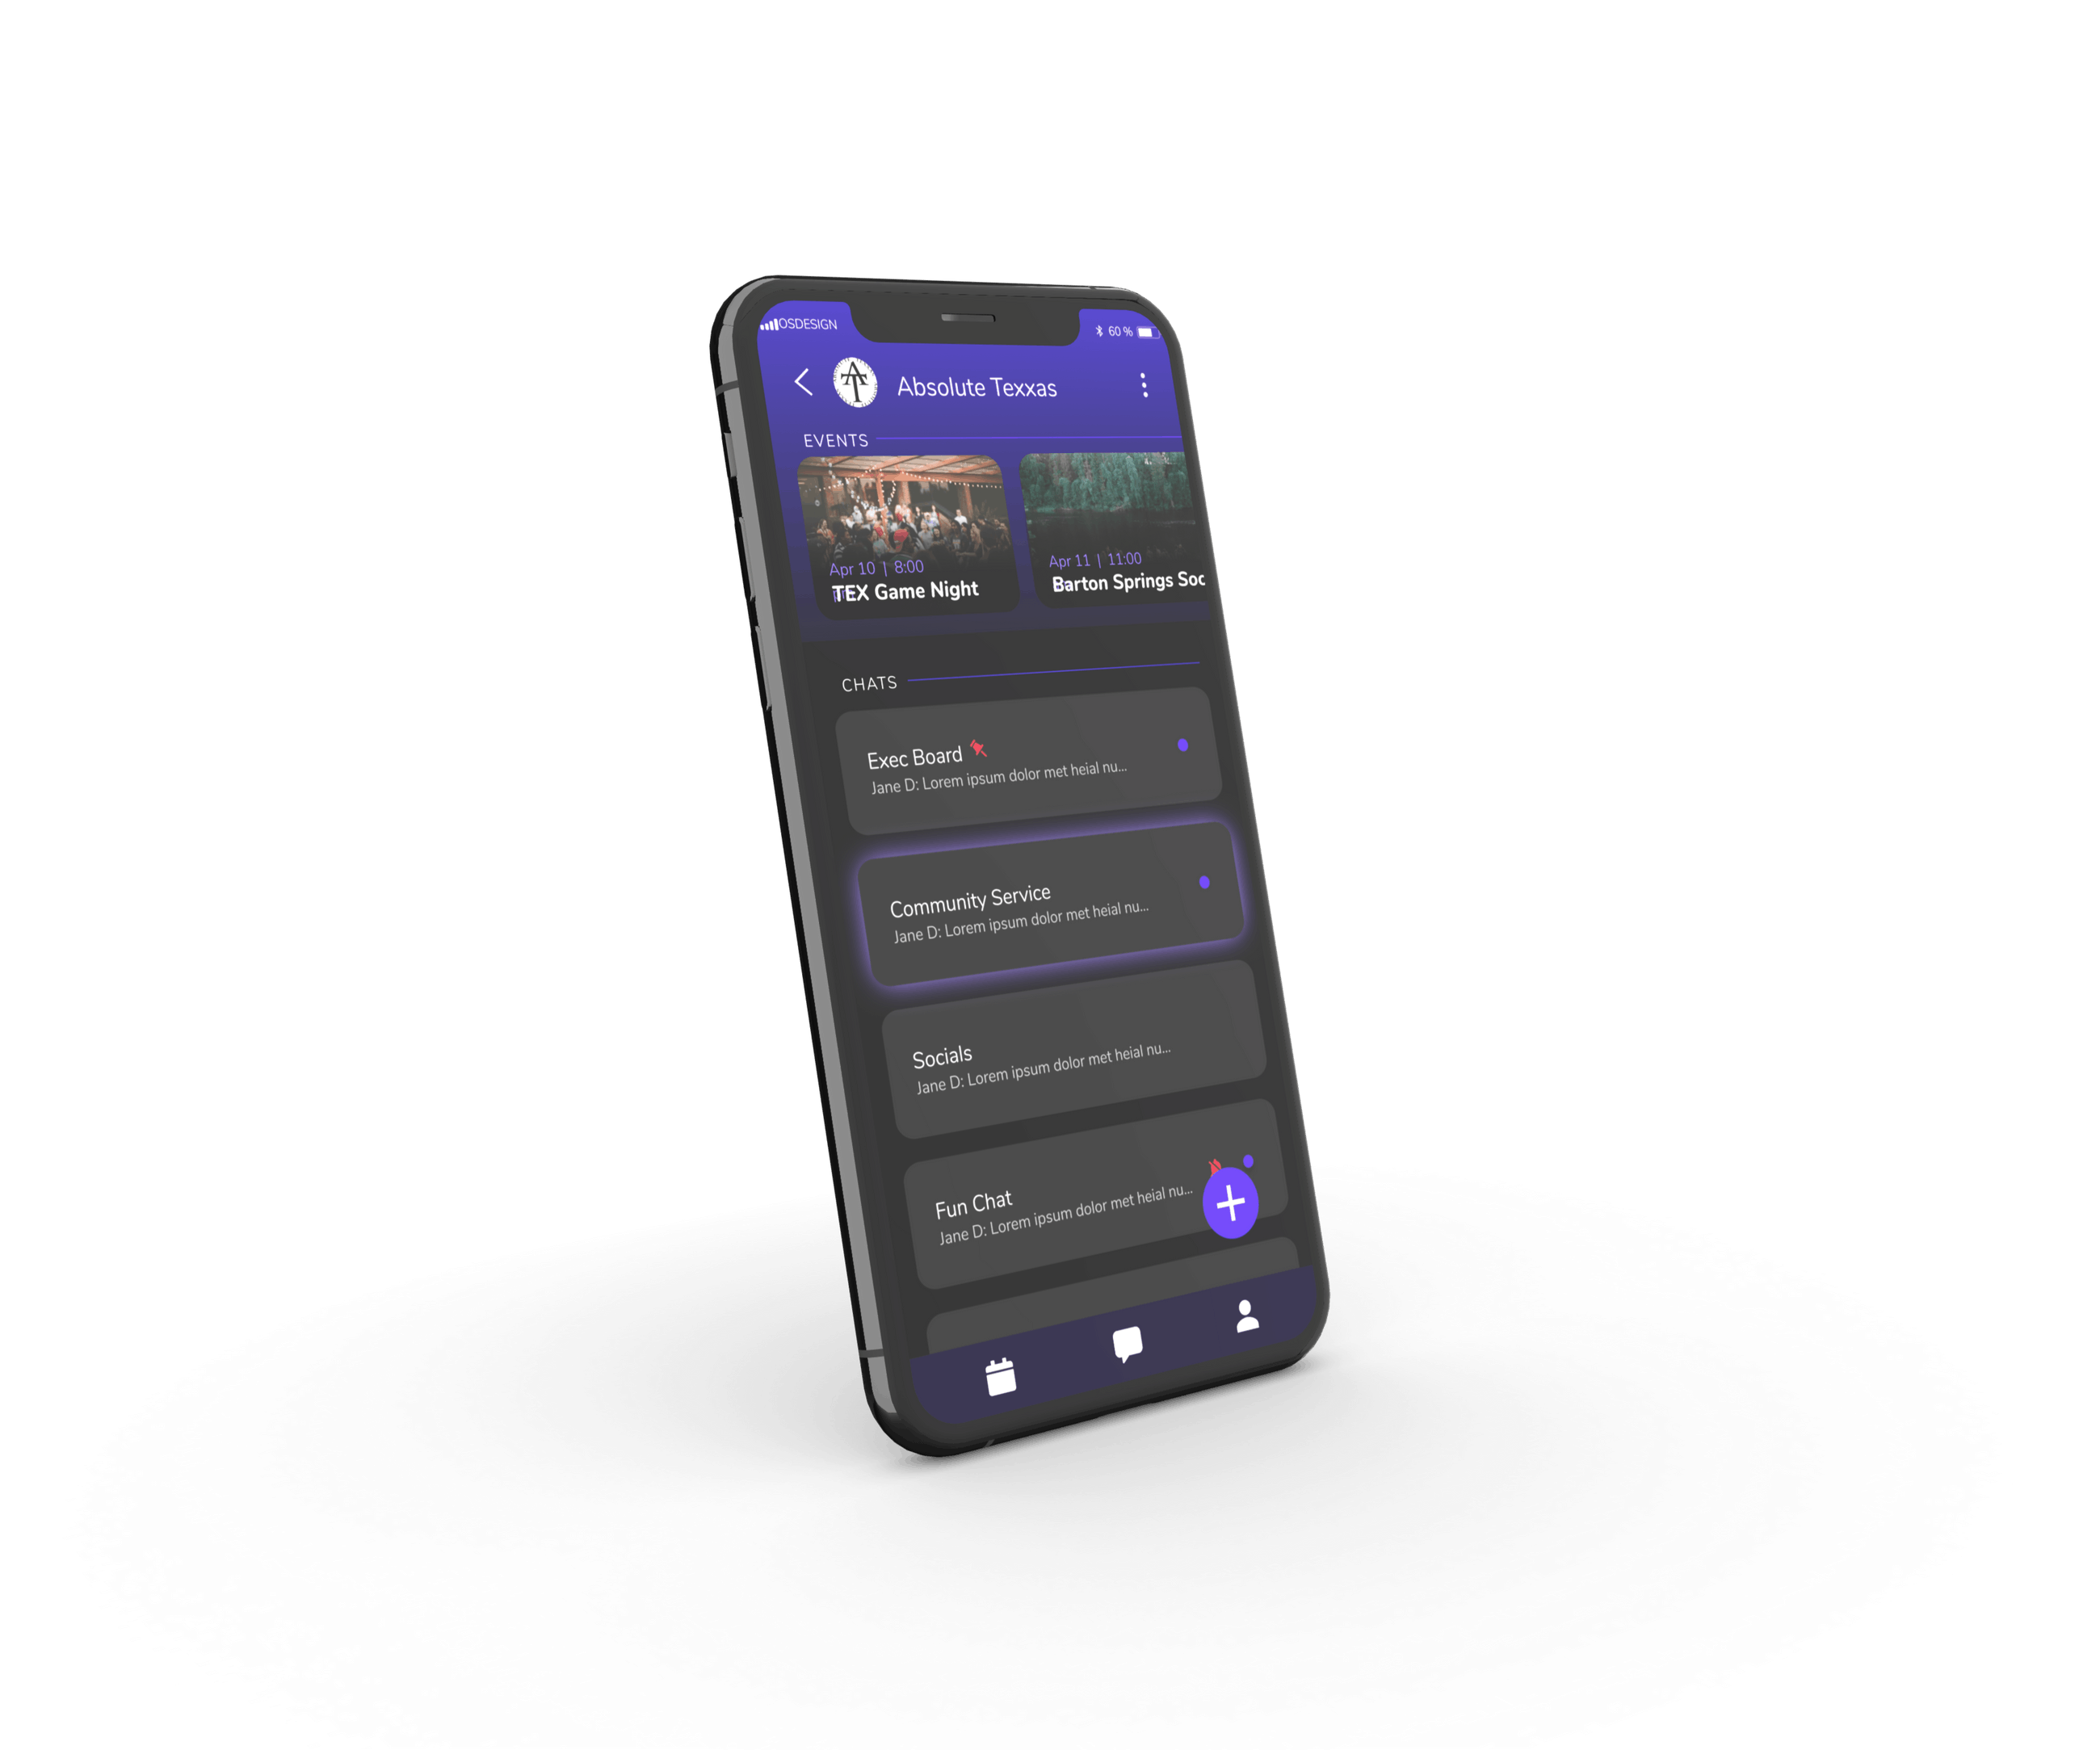 OSDESIGN
60 %
AT
Absolute Texxas
EVENTS
Apr 10 | 8:00
pm
TEX Game Night
Apr 11 | 11:00
Barton Springs Soc
CHATS
Exec Board
Jane D: Lorem ipsum dolor met heial nu...
Community Service
Jane D: Lorem ipsum dolor met heial nu...
Socials
Jane D: Lorem ipsum dolor met heial nu...
Fun Chat
Jane D: Lorem ipsum dolor met heial nu...